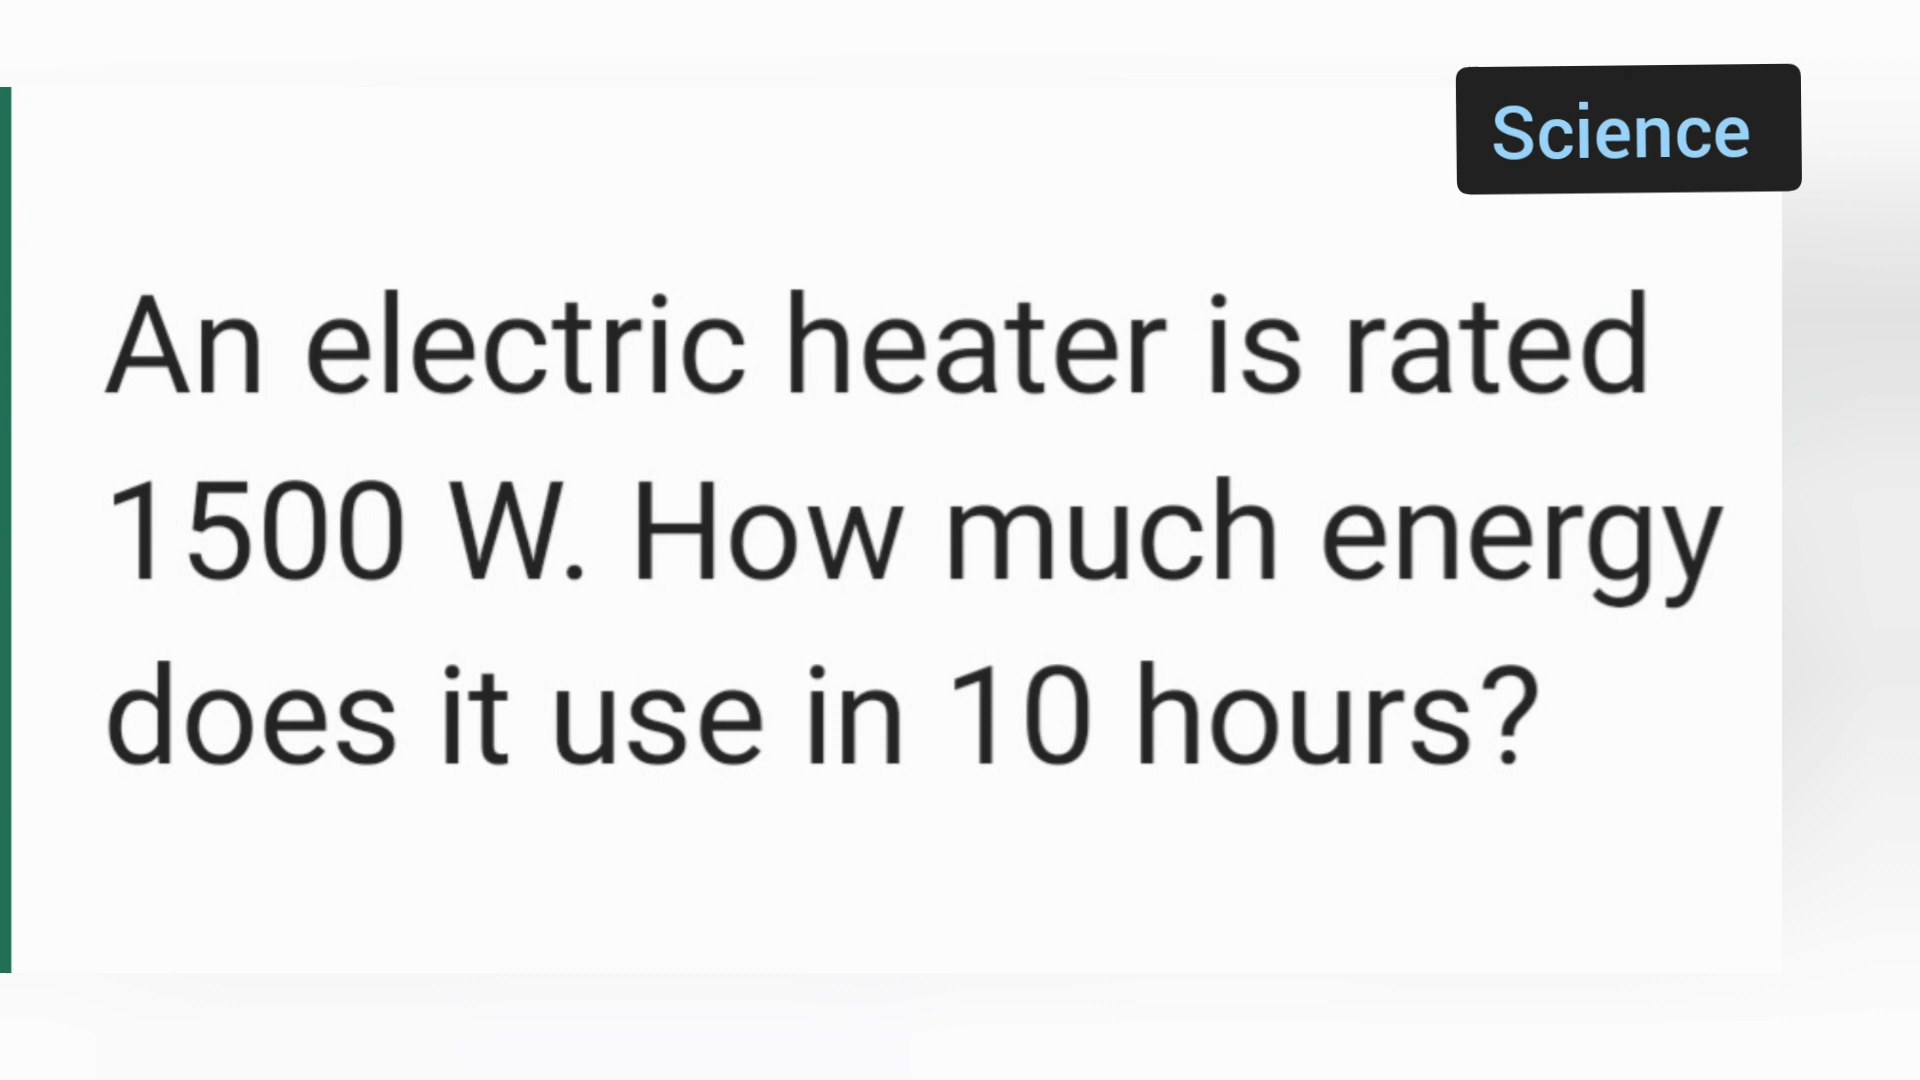 Science
An electric heater is rated
1500 W. How much energy
does it use in 10 hours?